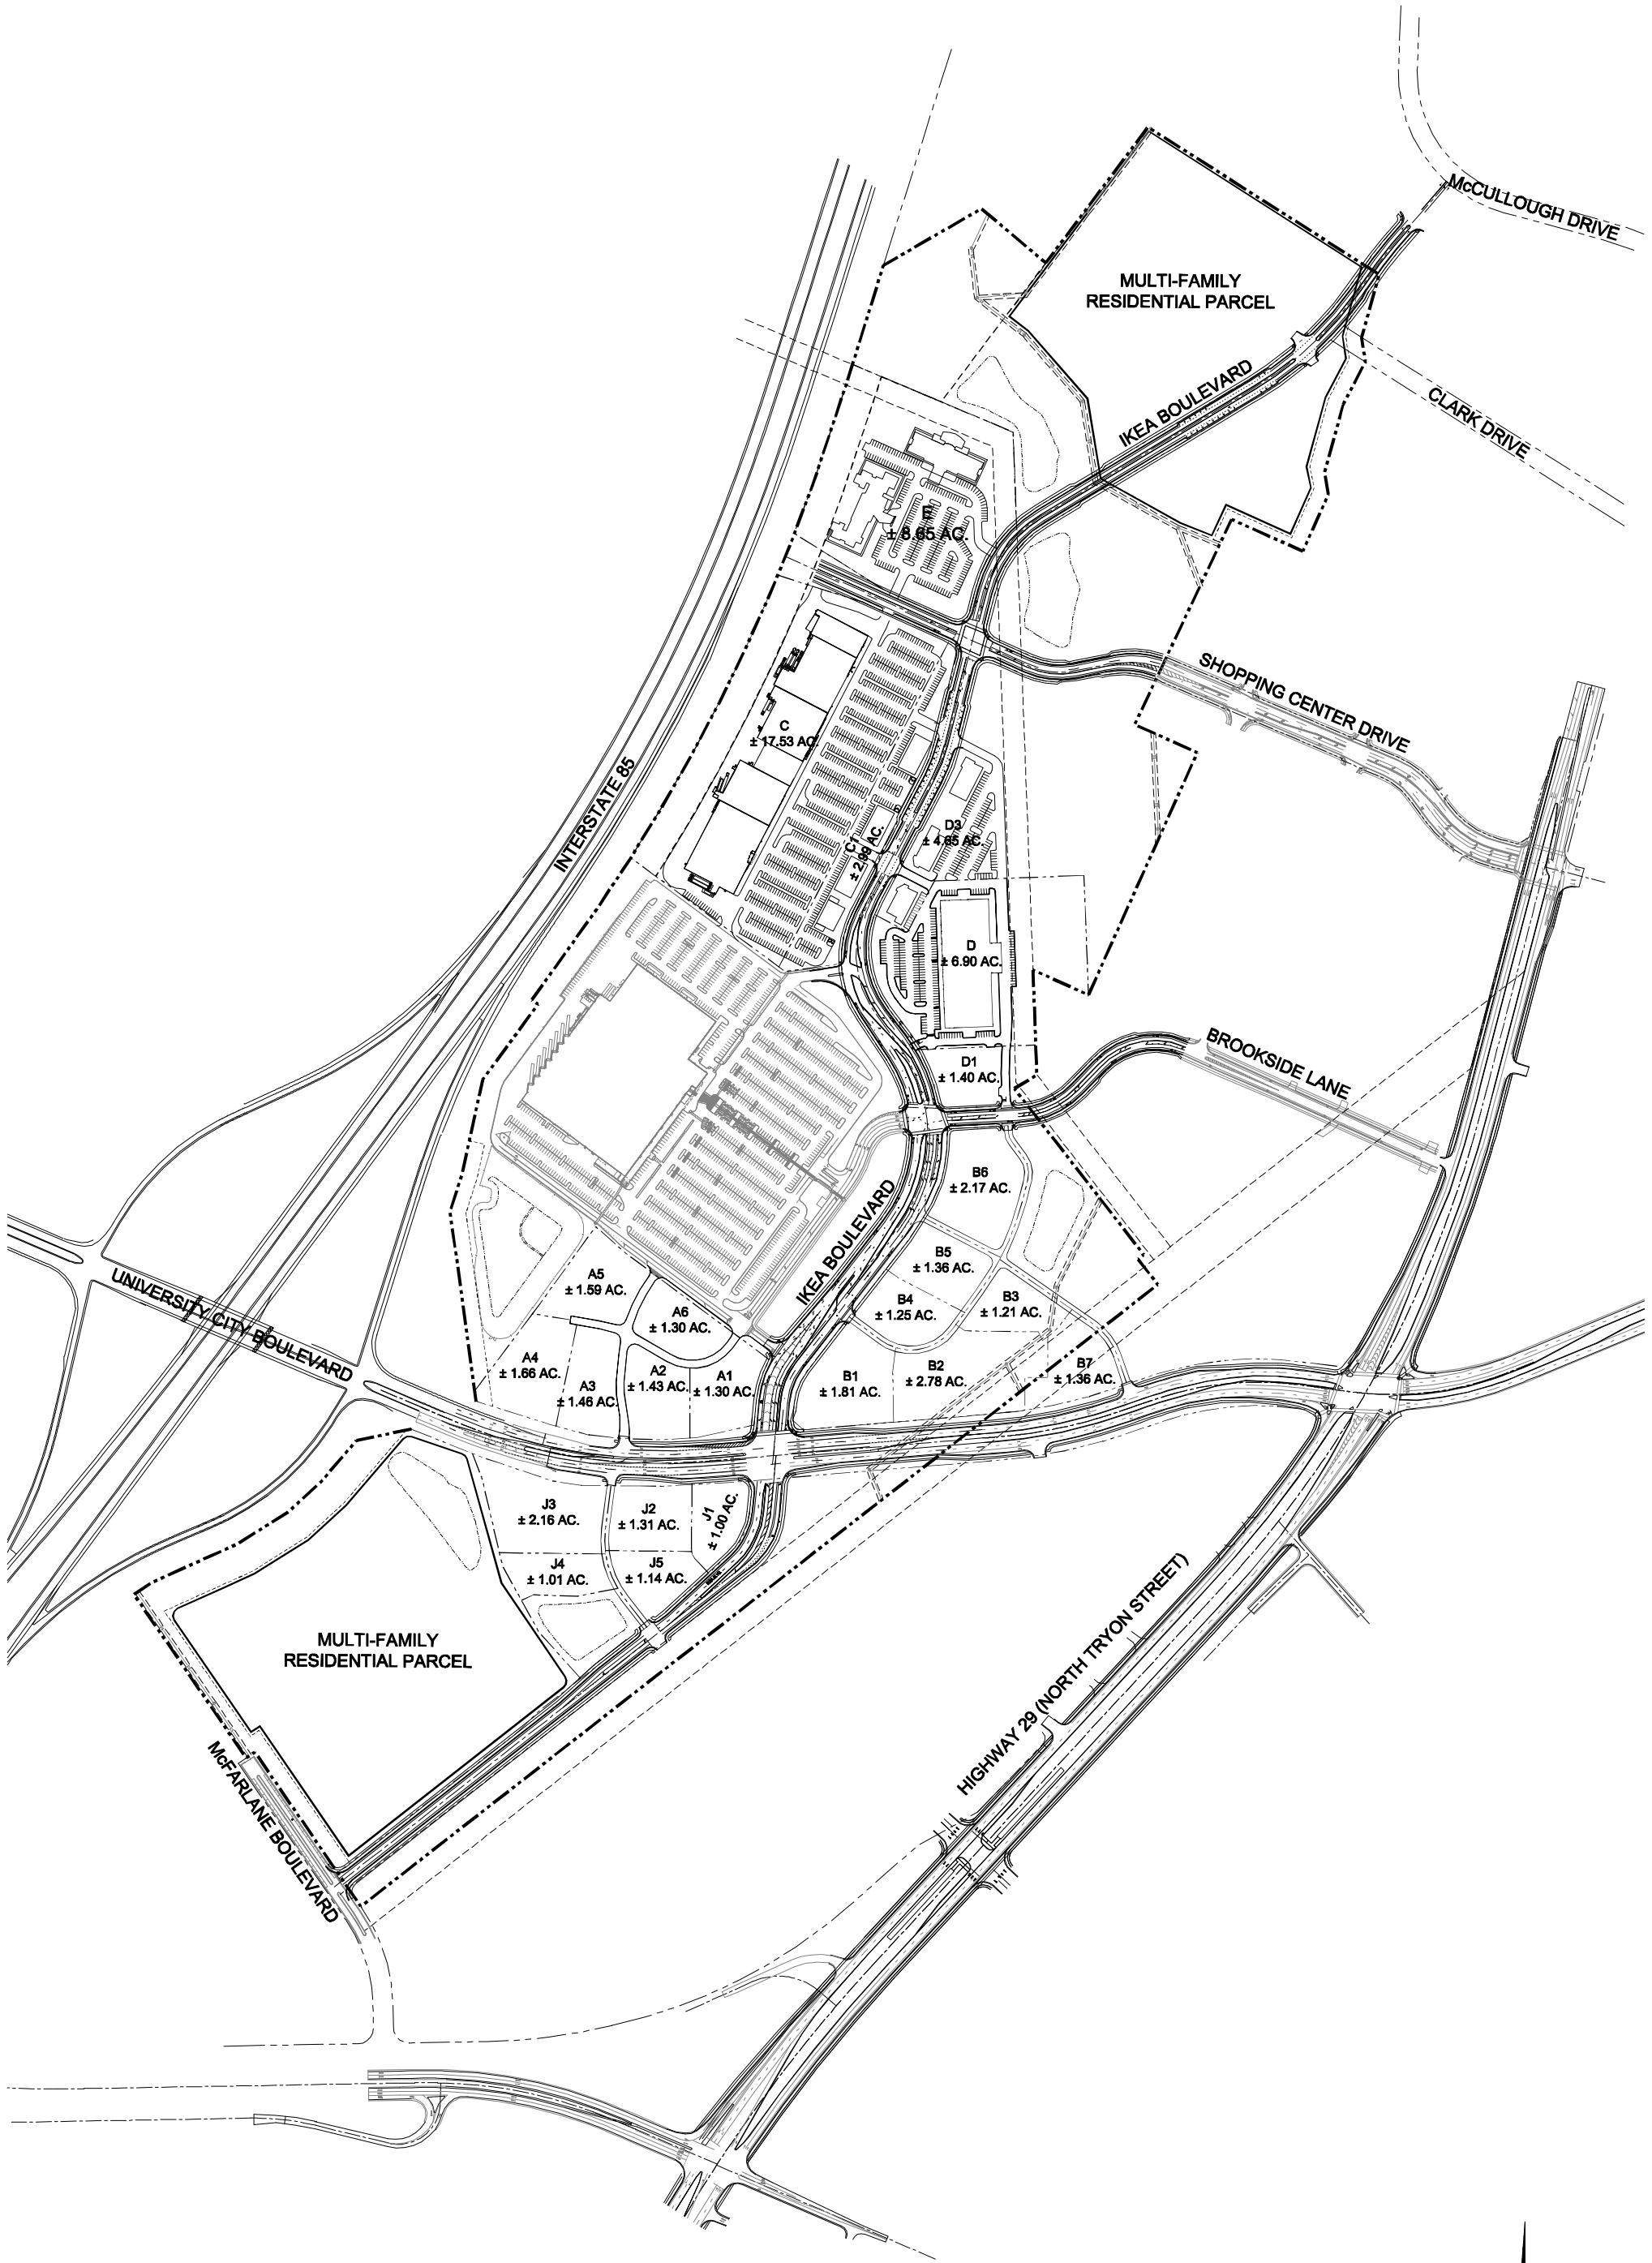 McCULLOUGH DRIVE
MULTI-FAMILY
RESIDENTIAL PARCEL
IKEA BOULEVARD
CLARK DRIVE
E
± 8.65 AC.
SHOPPING CENTER DRIVE
C
± 17.53 AC.
INTERSTATE 85
C1
± 2.99 AC.
D3
± 4.65 AC.
D
± 6.90 AC.
BROOKSIDE LANE
D1
± 1.40 AC.
B6
± 2.17 AC.
IKEA BOULEVARD
B5
± 1.36 AC.
A5
± 1.59 AC.
B4
± 1.25 AC.
B3
± 1.21 AC.
A6
± 1.30 AC.
UNIVERSITY CITY BOULEVARD
A4
± 1.66 AC.
A3
± 1.46 AC.
A2
± 1.43 AC.
A1
± 1.30 AC.
B1
± 1.81 AC.
B2
± 2.78 AC.
B7
± 1.36 AC.
J3
± 2.16 AC.
J2
± 1.31 AC.
J1
± 1.00 AC.
J4
± 1.01 AC.
J5
± 1.14 AC.
MULTI-FAMILY
RESIDENTIAL PARCEL
HIGHWAY 29 (NORTH TRYON STREET)
McFARLANE BOULEVARD